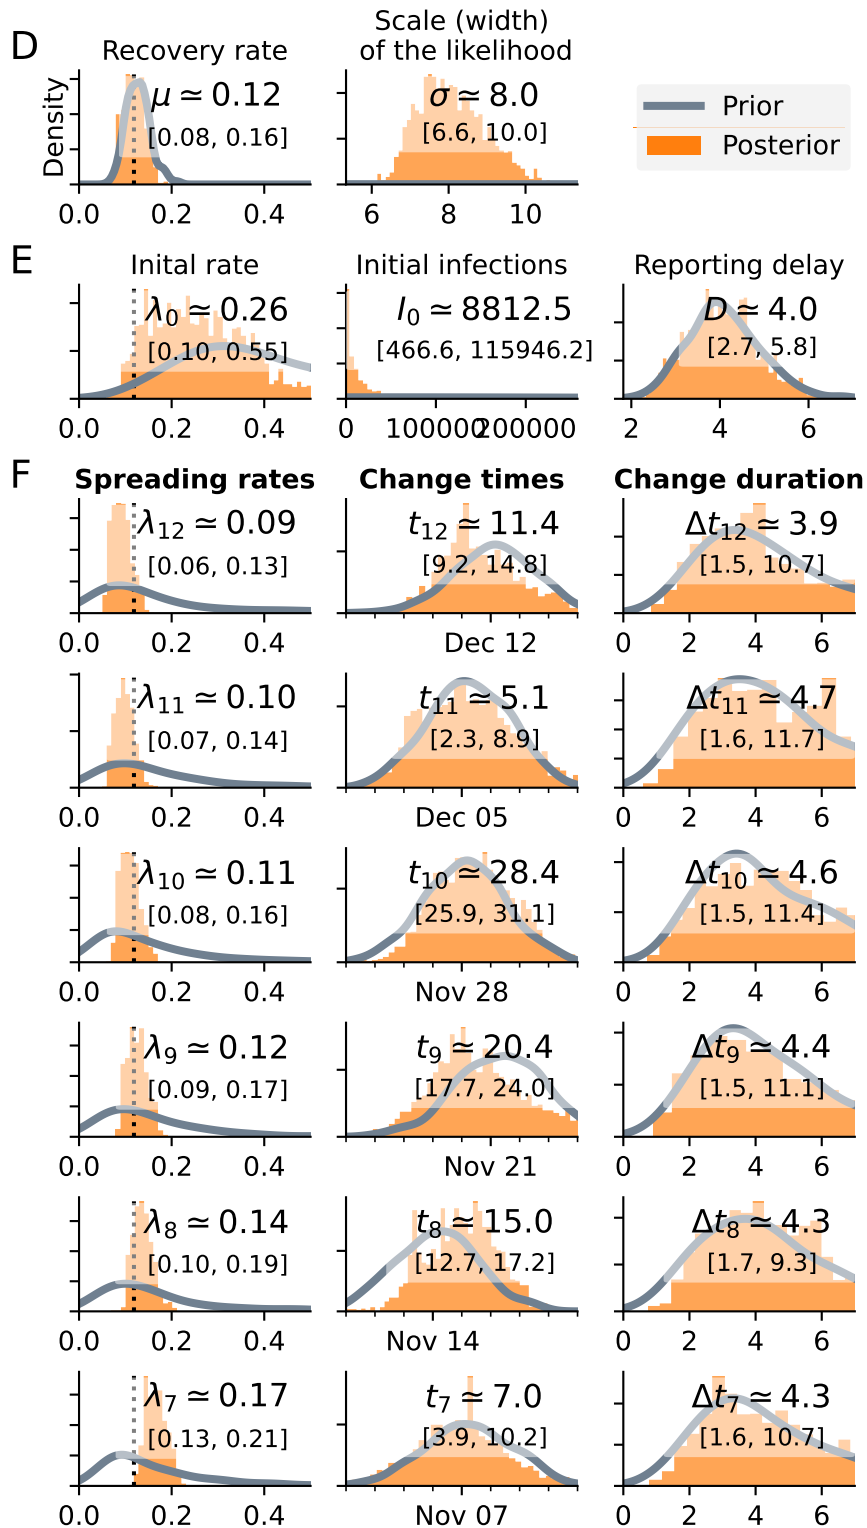 D
Recovery rate
Scale (width)
of the likelihood
Density
μ ≃ 0.12
[0.08, 0.16]
σ ≃ 8.0
[6.6, 10.0]
Prior
Posterior
0.0 0.2 0.4
6 8 10
E
Inital rate
Initial infections
Reporting delay
λ0 ≃ 0.26
[0.10, 0.55]
I0 ≃ 8812.5
[466.6, 115946.2]
D ≃ 4.0
[2.7, 5.8]
0.0 0.2 0.4
0 100000 200000
2 4 6
F
Spreading rates
Change times
Change duration
λ12 ≃ 0.09
[0.06, 0.13]
t12 ≃ 11.4
[9.2, 14.8]
Δt12 ≃ 3.9
[1.5, 10.7]
0.0 0.2 0.4
Dec 12
0 2 4 6
λ11 ≃ 0.10
[0.07, 0.14]
t11 ≃ 5.1
[2.3, 8.9]
Δt11 ≃ 4.7
[1.6, 11.7]
0.0 0.2 0.4
Dec 05
0 2 4 6
λ10 ≃ 0.11
[0.08, 0.16]
t10 ≃ 28.4
[25.9, 31.1]
Δt10 ≃ 4.6
[1.5, 11.4]
0.0 0.2 0.4
Nov 28
0 2 4 6
λ9 ≃ 0.12
[0.09, 0.17]
t9 ≃ 20.4
[17.7, 24.0]
Δt9 ≃ 4.4
[1.5, 11.1]
0.0 0.2 0.4
Nov 21
0 2 4 6
λ8 ≃ 0.14
[0.10, 0.19]
t8 ≃ 15.0
[12.7, 17.2]
Δt8 ≃ 4.3
[1.7, 9.3]
0.0 0.2 0.4
Nov 14
0 2 4 6
λ7 ≃ 0.17
[0.13, 0.21]
t7 ≃ 7.0
[3.9, 10.2]
Δt7 ≃ 4.3
[1.6, 10.7]
0.0 0.2 0.4
Nov 07
0 2 4 6